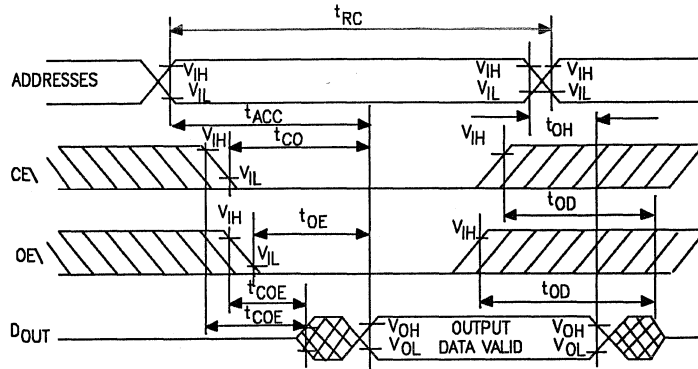 tRC
ADDRESSES
VIH VIH VIH
VIL VIL VIL
tACC
tOH
VIH tCO VIH
CE\
VIL
tOD
VIH tOE VIH
OE\
VIL
tCOE tOD
tCOE
DOUT
VOH OUTPUT VOH
VOL DATA VALID VOL